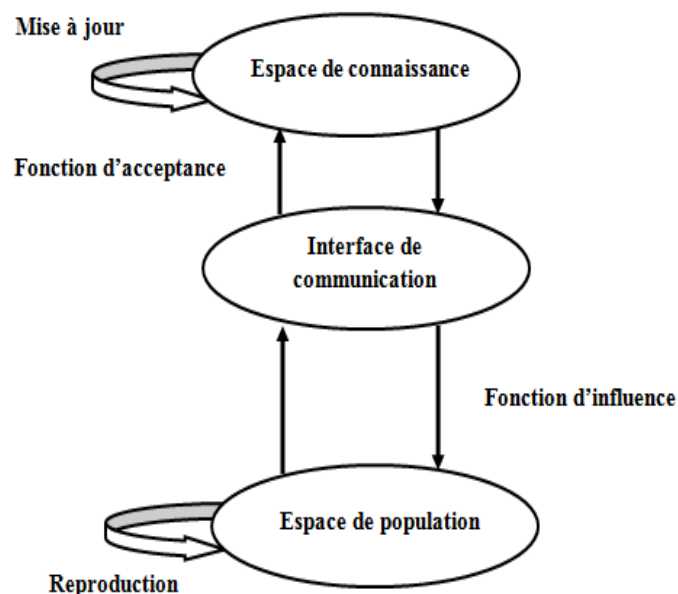 Mise à jour
Espace de connaissance
Fonction d’acceptance
Interface de
communication
Fonction d’influence
Espace de population
Reproduction